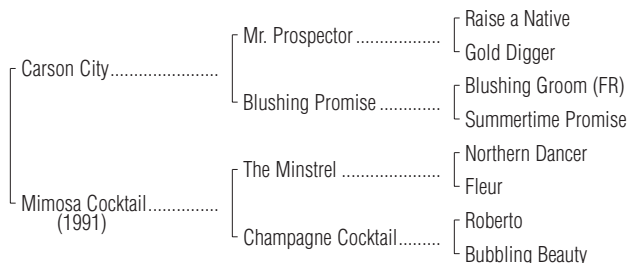 Raise a Native
Mr. Prospector ..................
Gold Digger
Carson City.......................
Blushing Groom (FR)
Blushing Promise .............
Summertime Promise
Northern Dancer
The Minstrel .....................
Fleur
Mimosa Cocktail...............
(1991)
Roberto
Champagne Cocktail.........
Bubbling Beauty